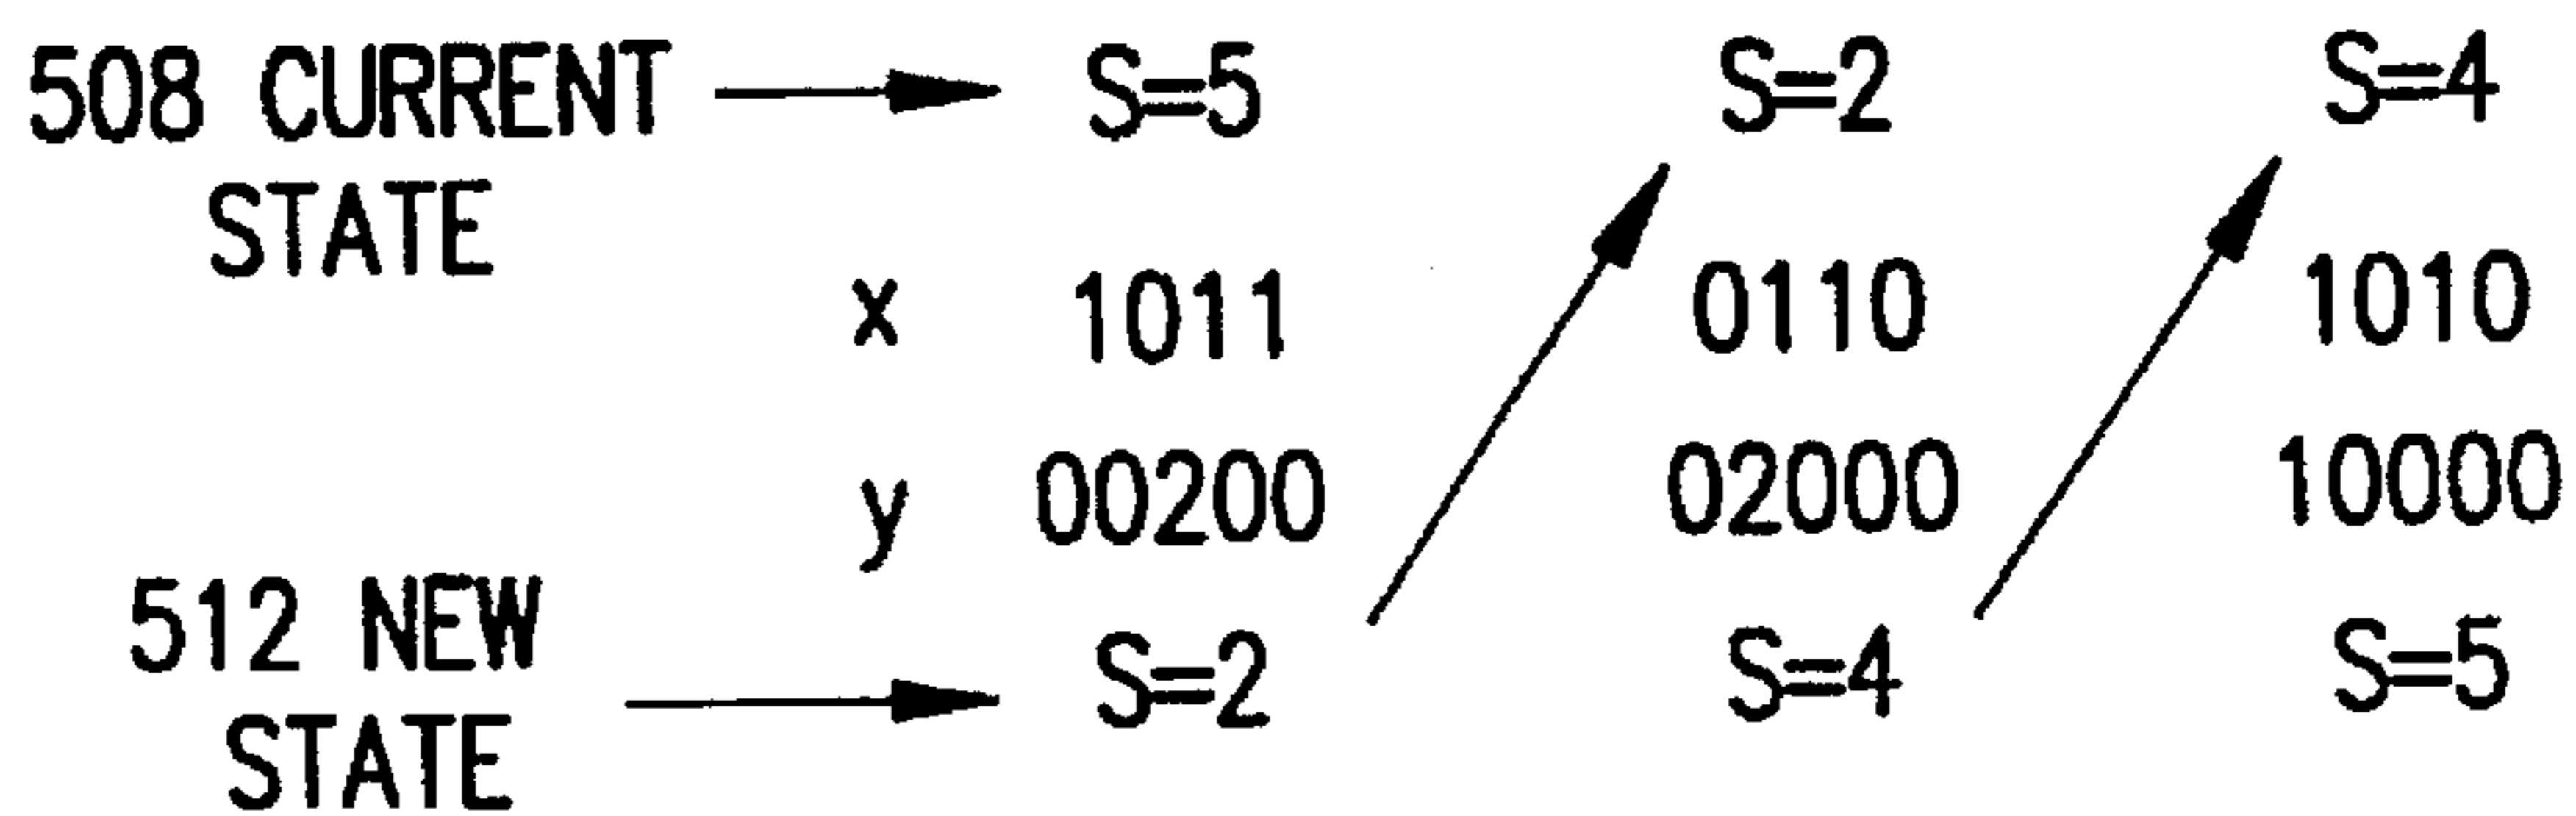 508 CURRENT STATE S=5 S=2 S=4
x 1011 0110 1010
y 00200 02000 10000
512 NEW STATE S=2 S=4 S=5